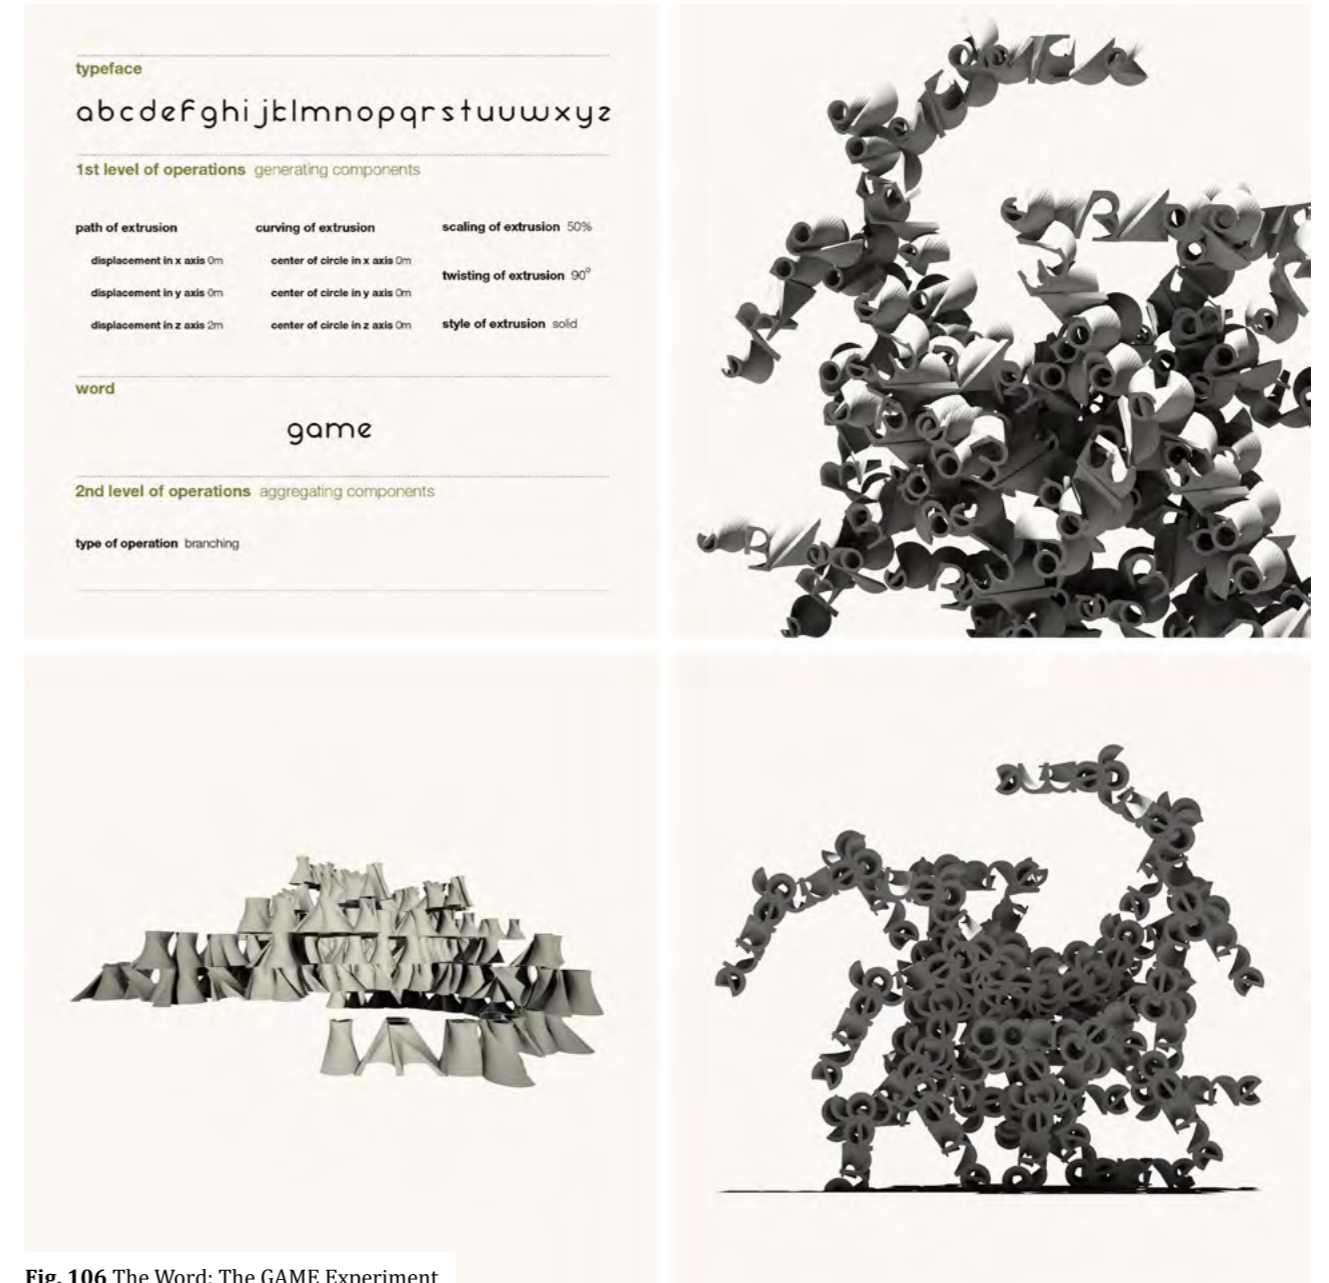 typeface
abcdefghijklmnopqrstuuwxyz
1st level of operations generating components
path of extrusion curving of extrusion scaling of extrusion 50%
displacement in x axis 0m center of circle in x axis 0m
twisting of extrusion 90°
displacement in y axis 0m center of circle in y axis 0m
displacement in z axis 2m center of circle in z axis 0m style of extrusion solid
word
game
2nd level of operations aggregating components
type of operation branching
Fig. 106 The Word: The GAME Experiment